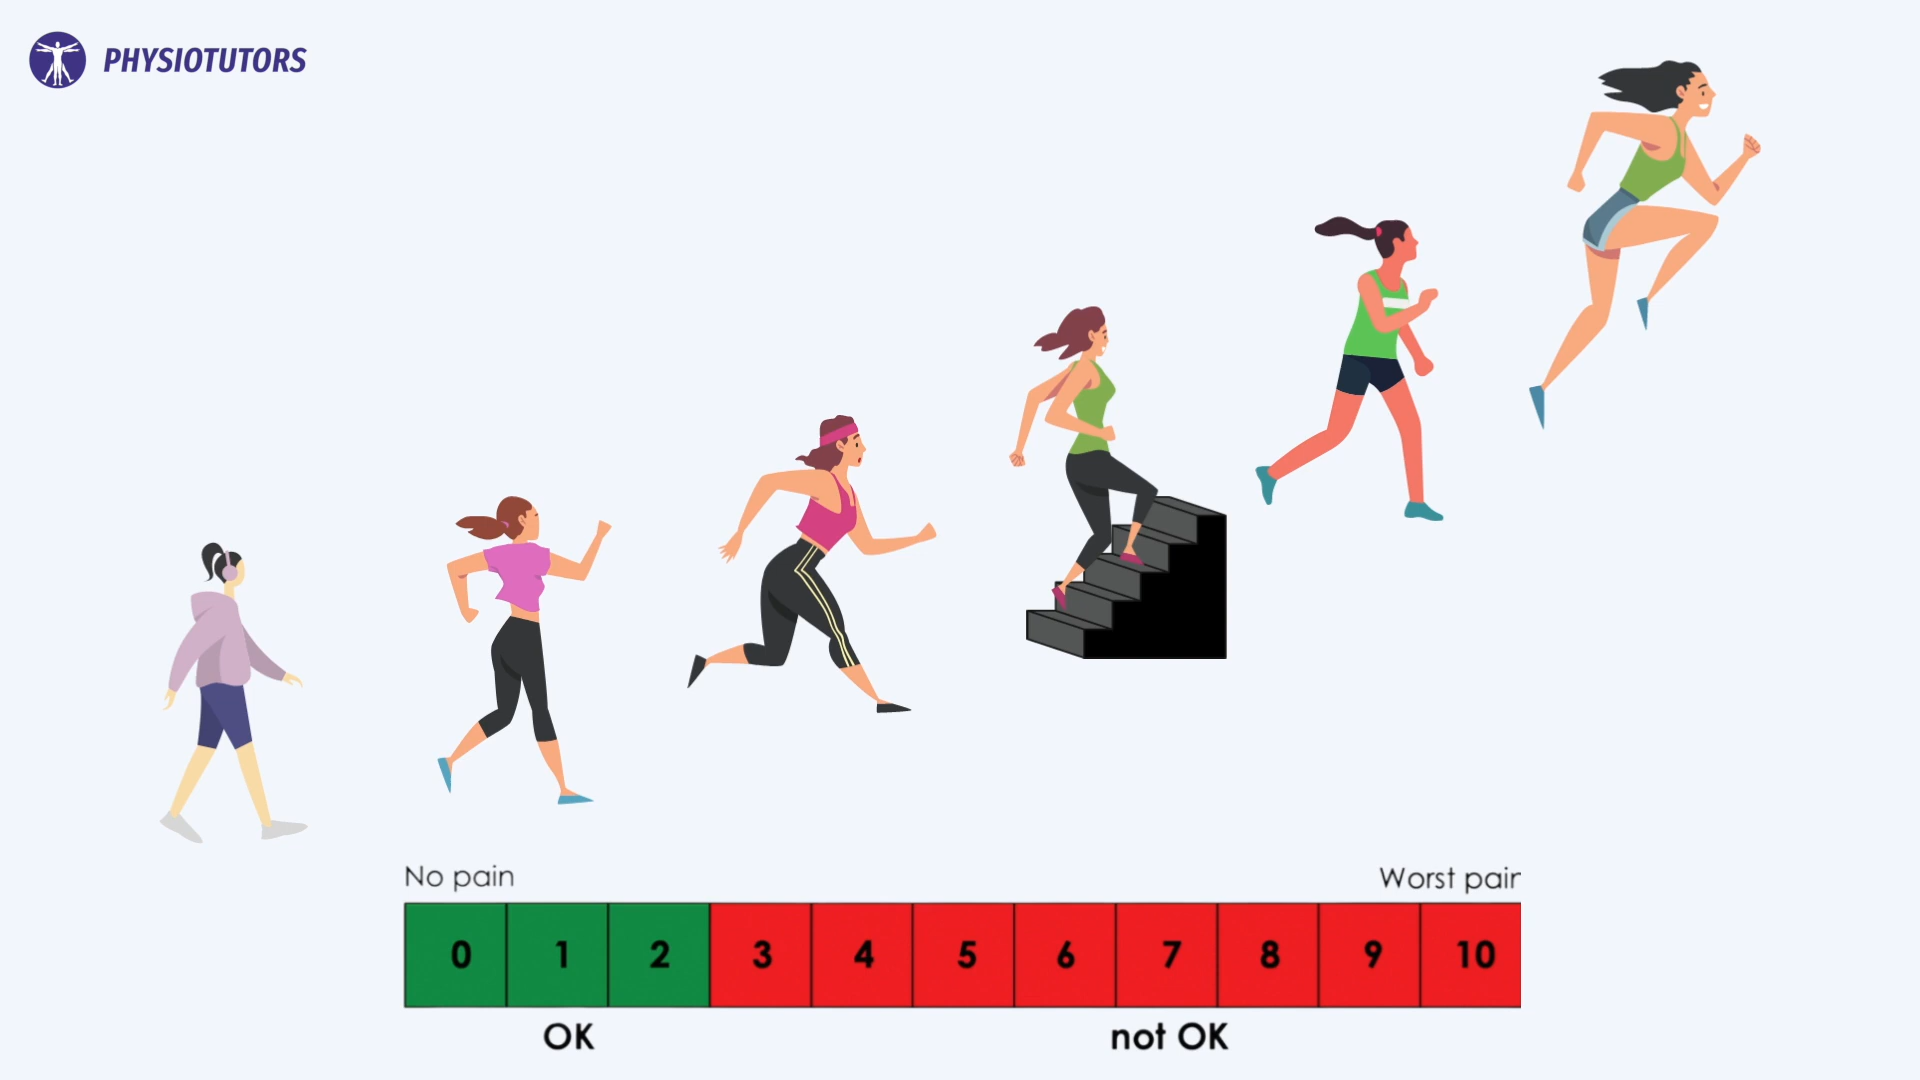 PHYSIOTUTORS
No pain
Worst pain
0 1 2 3 4 5 6 7 8 9 10
OK
not OK